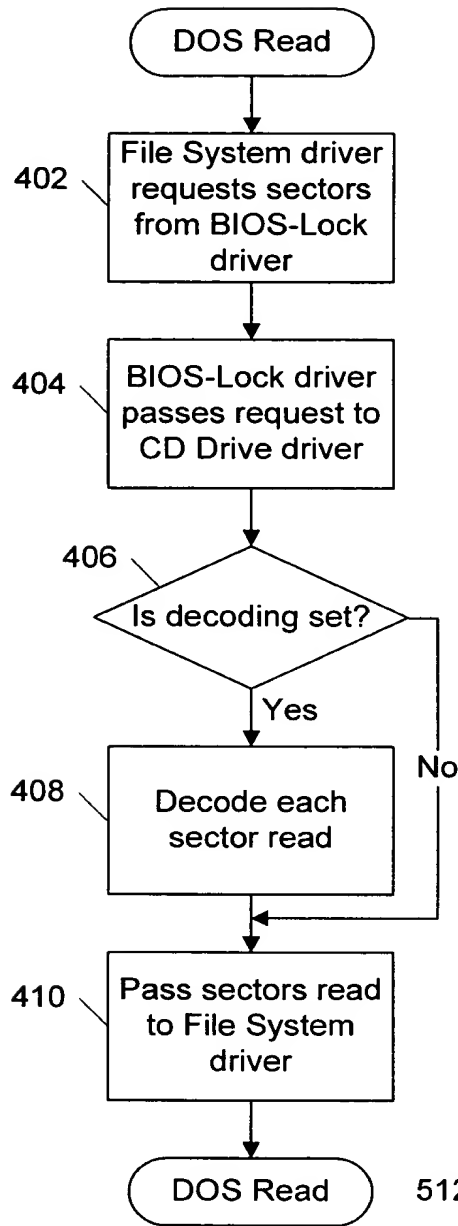 DOS Read
402
File System driver
requests sectors
from BIOS-Lock
driver
404
BIOS-Lock driver
passes request to
CD Drive driver
406
Is decoding set?
Yes
No
408
Decode each
sector read
410
Pass sectors read
to File System
driver
DOS Read
512